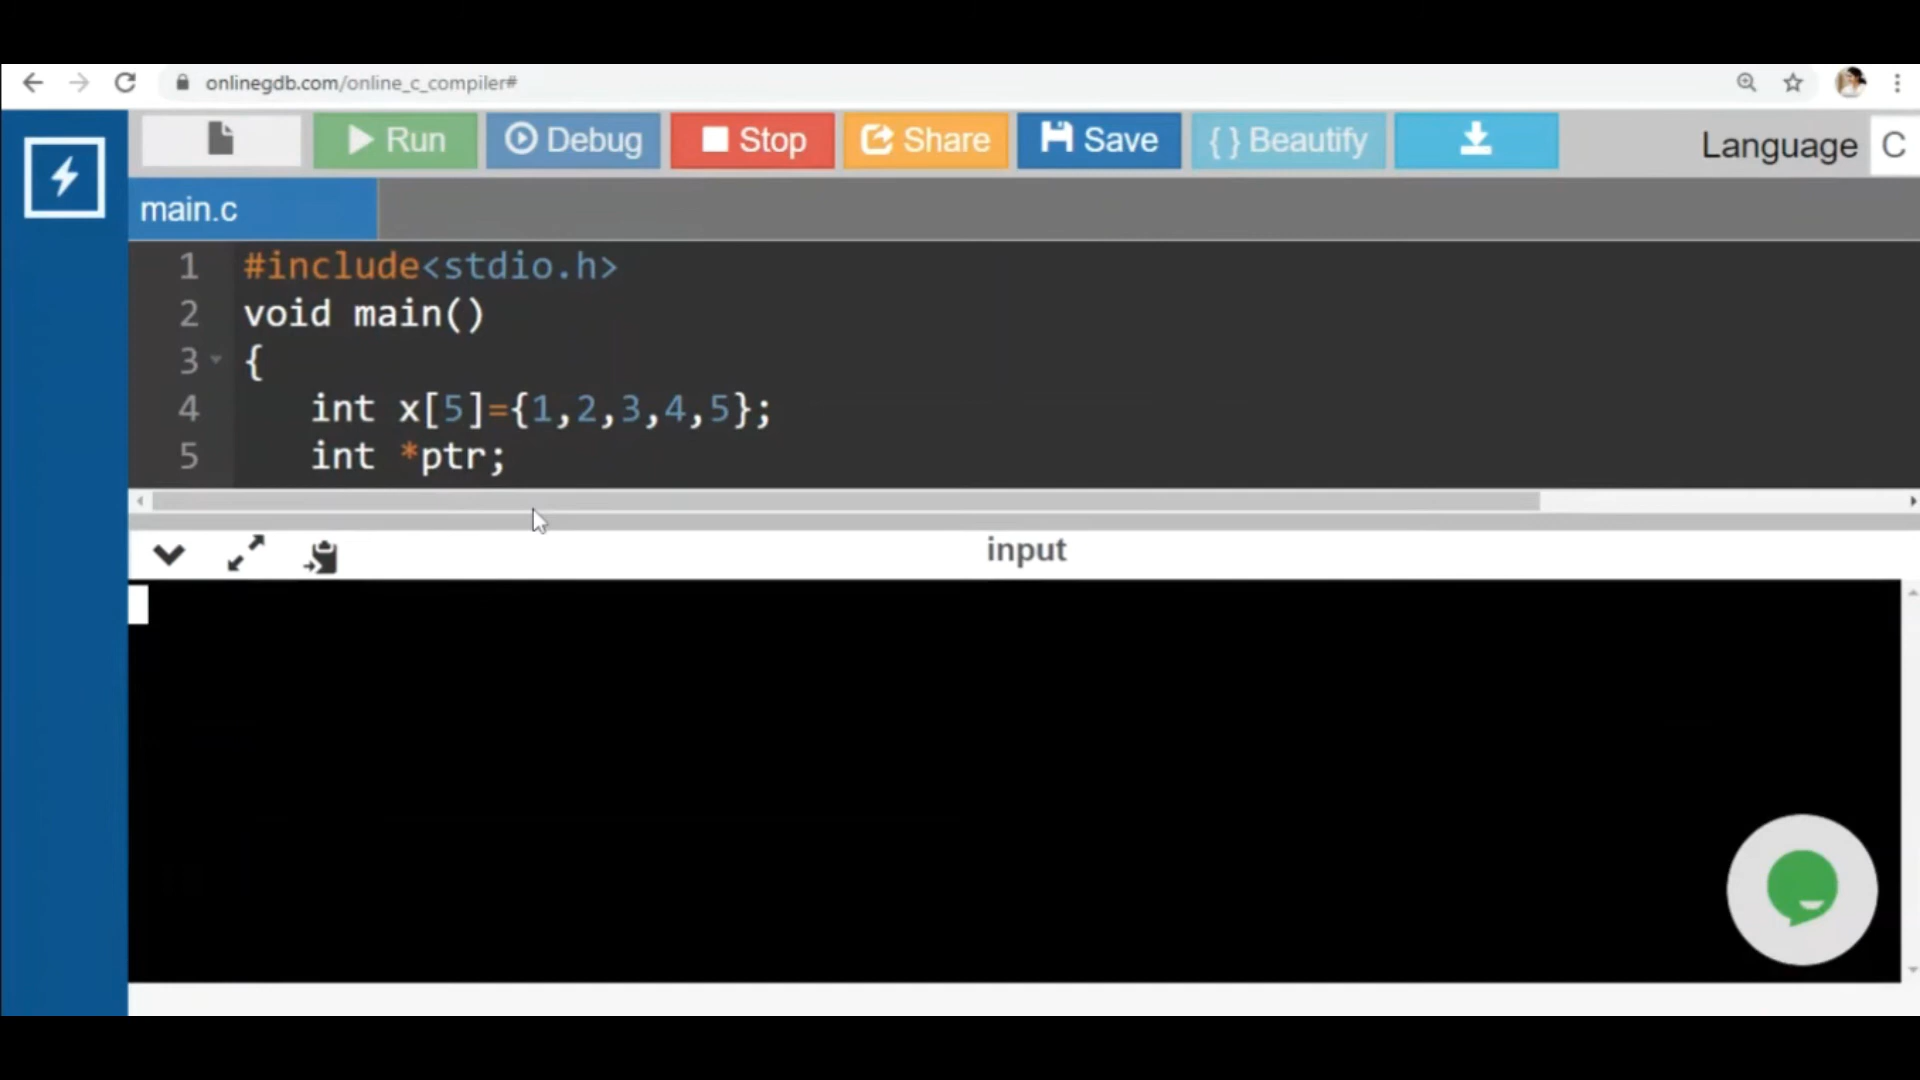 onlinegdb.com/online_c_compiler#
Run Debug Stop Share Save { } Beautify Language C
main.c
1 #include<stdio.h>
2 void main()
3 {
4 int x[5]={1,2,3,4,5};
5 int *ptr;
input